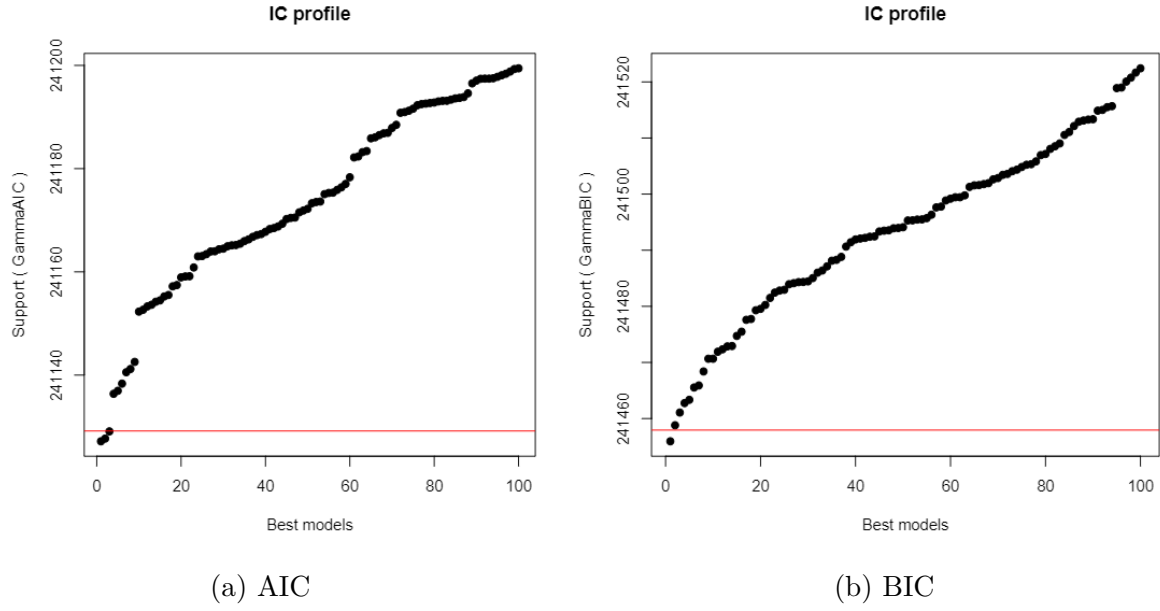 IC profile
Support ( GammaAIC )
241200
241180
241160
241140
0 20 40 60 80 100
Best models
(a) AIC
IC profile
Support ( GammaBIC )
241520
241500
241480
241460
0 20 40 60 80 100
Best models
(b) BIC